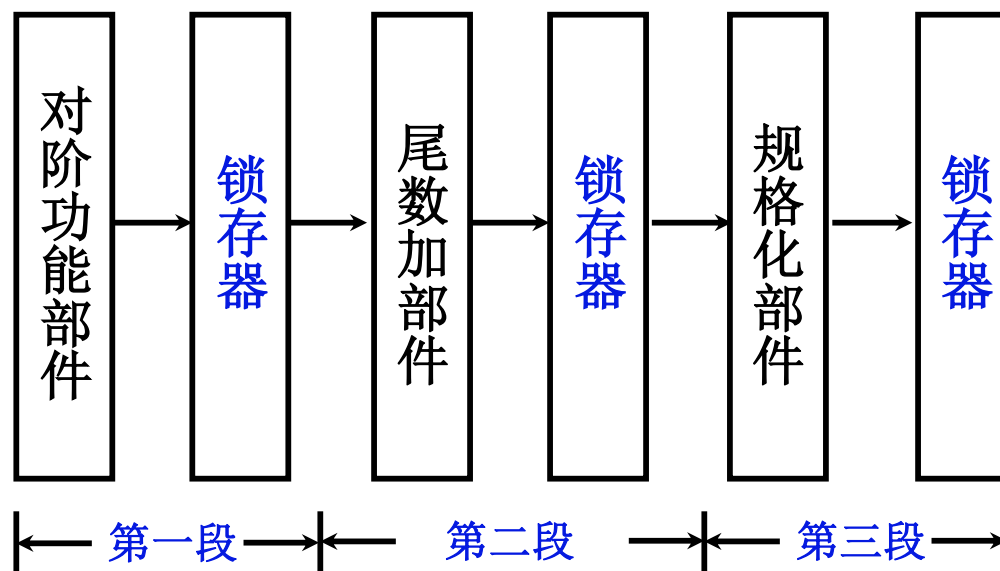 对阶功能部件
锁存器
尾数加部件
锁存器
规格化部件
锁存器
第一段
第二段
第三段